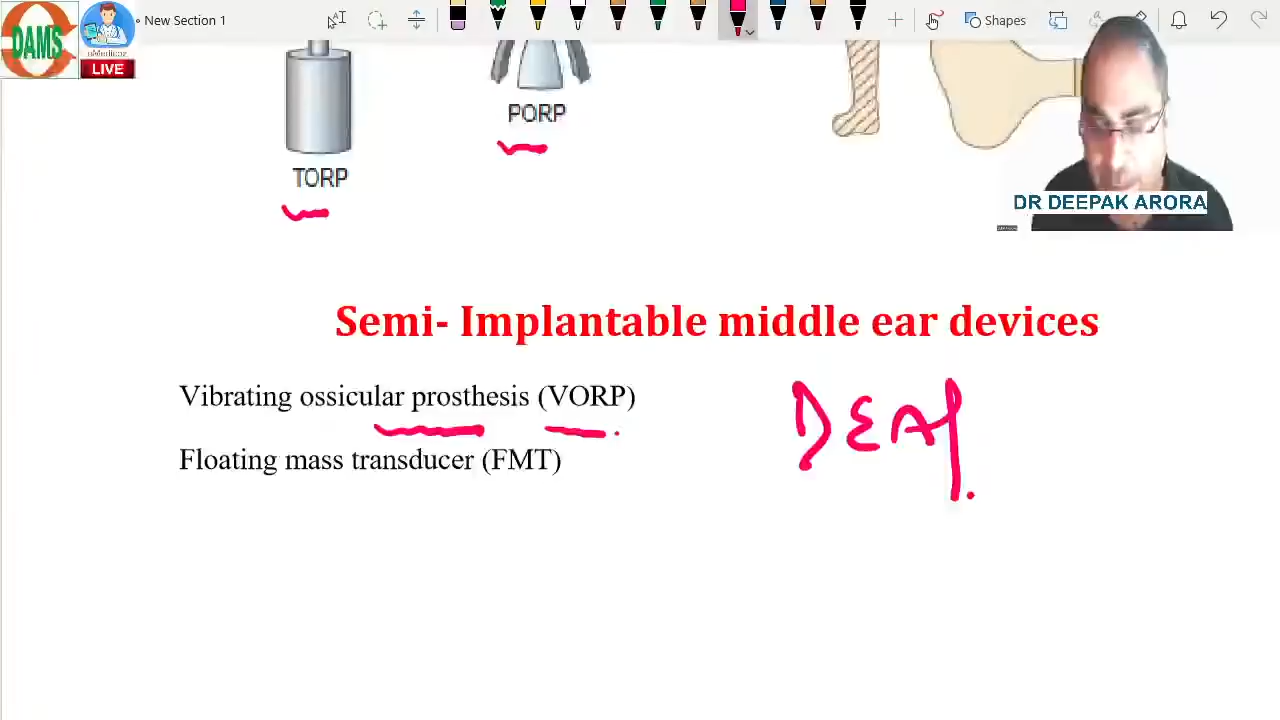 DAMS
eMedicoz
LIVE
New Section 1
Shapes
PORP
TORP
DR DEEPAK ARORA
Semi- Implantable middle ear devices
Vibrating ossicular prosthesis (VORP)
DEAF
Floating mass transducer (FMT)